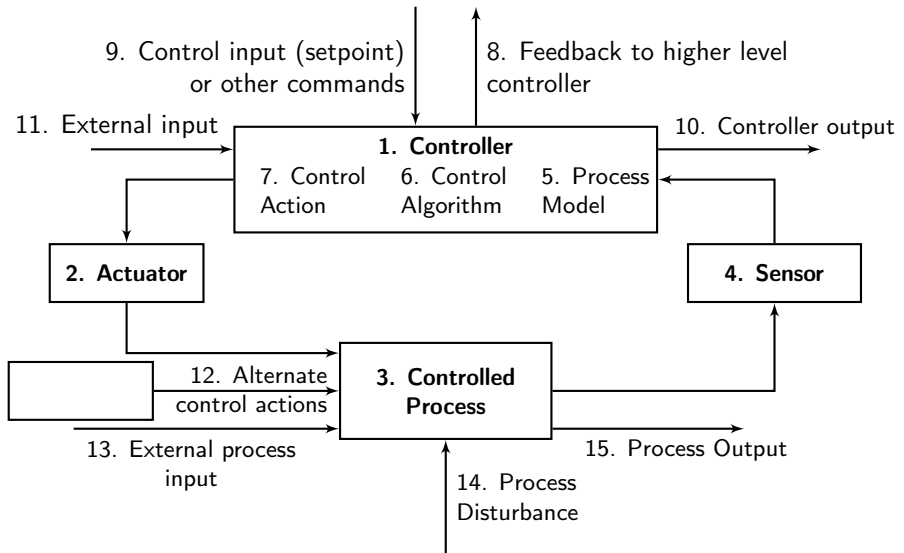 9. Control input (setpoint)
or other commands
8. Feedback to higher level
controller
11. External input
10. Controller output
1. Controller
7. Control
Action
6. Control
Algorithm
5. Process
Model
2. Actuator
4. Sensor
12. Alternate
control actions
3. Controlled
Process
13. External process
input
15. Process Output
14. Process
Disturbance